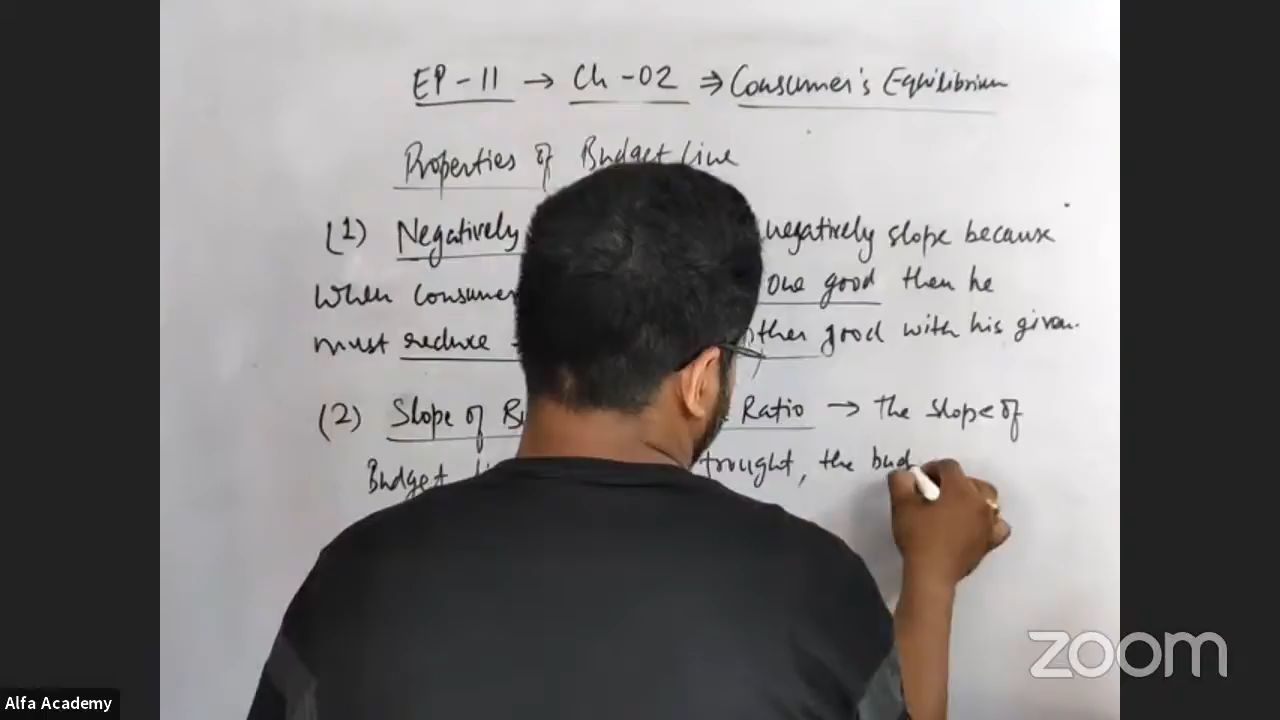 EP - 11 → Ch - 02 ⇒ Consumer's Equilibrium
Properties of Budget Line
(1) Negatively negatively slope because
When Consumer one good then he
must reduce other good with his given.
(2) Slope of Ratio → the slope of
Budget trought, the bud
zoom
Alfa Academy